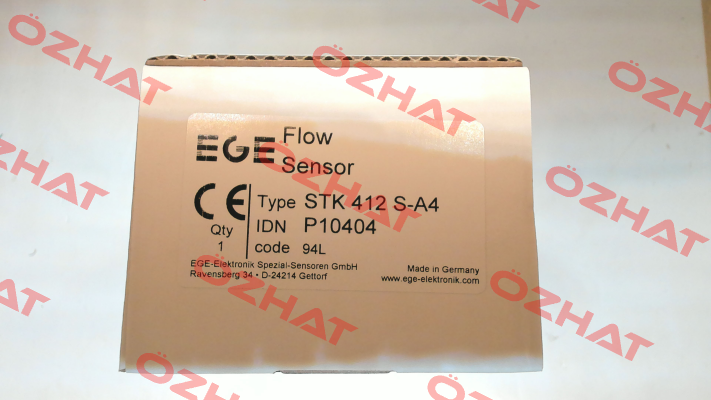 EGE Flow
Sensor
CE
Type STK 412 S-A4
Qty
IDN P10404
1
code 94L
EGE-Elektronik Spezial-Sensoren GmbH
Ravensberg 34 • D-24214 Gettorf
Made in Germany
www.ege-elektronik.com
ÖZHAT
ÖZHAT
ÖZHAT
ÖZHAT
ÖZHAT
ÖZHAT
ÖZHAT
ÖZHAT
ÖZHAT
ÖZHAT
ÖZHAT